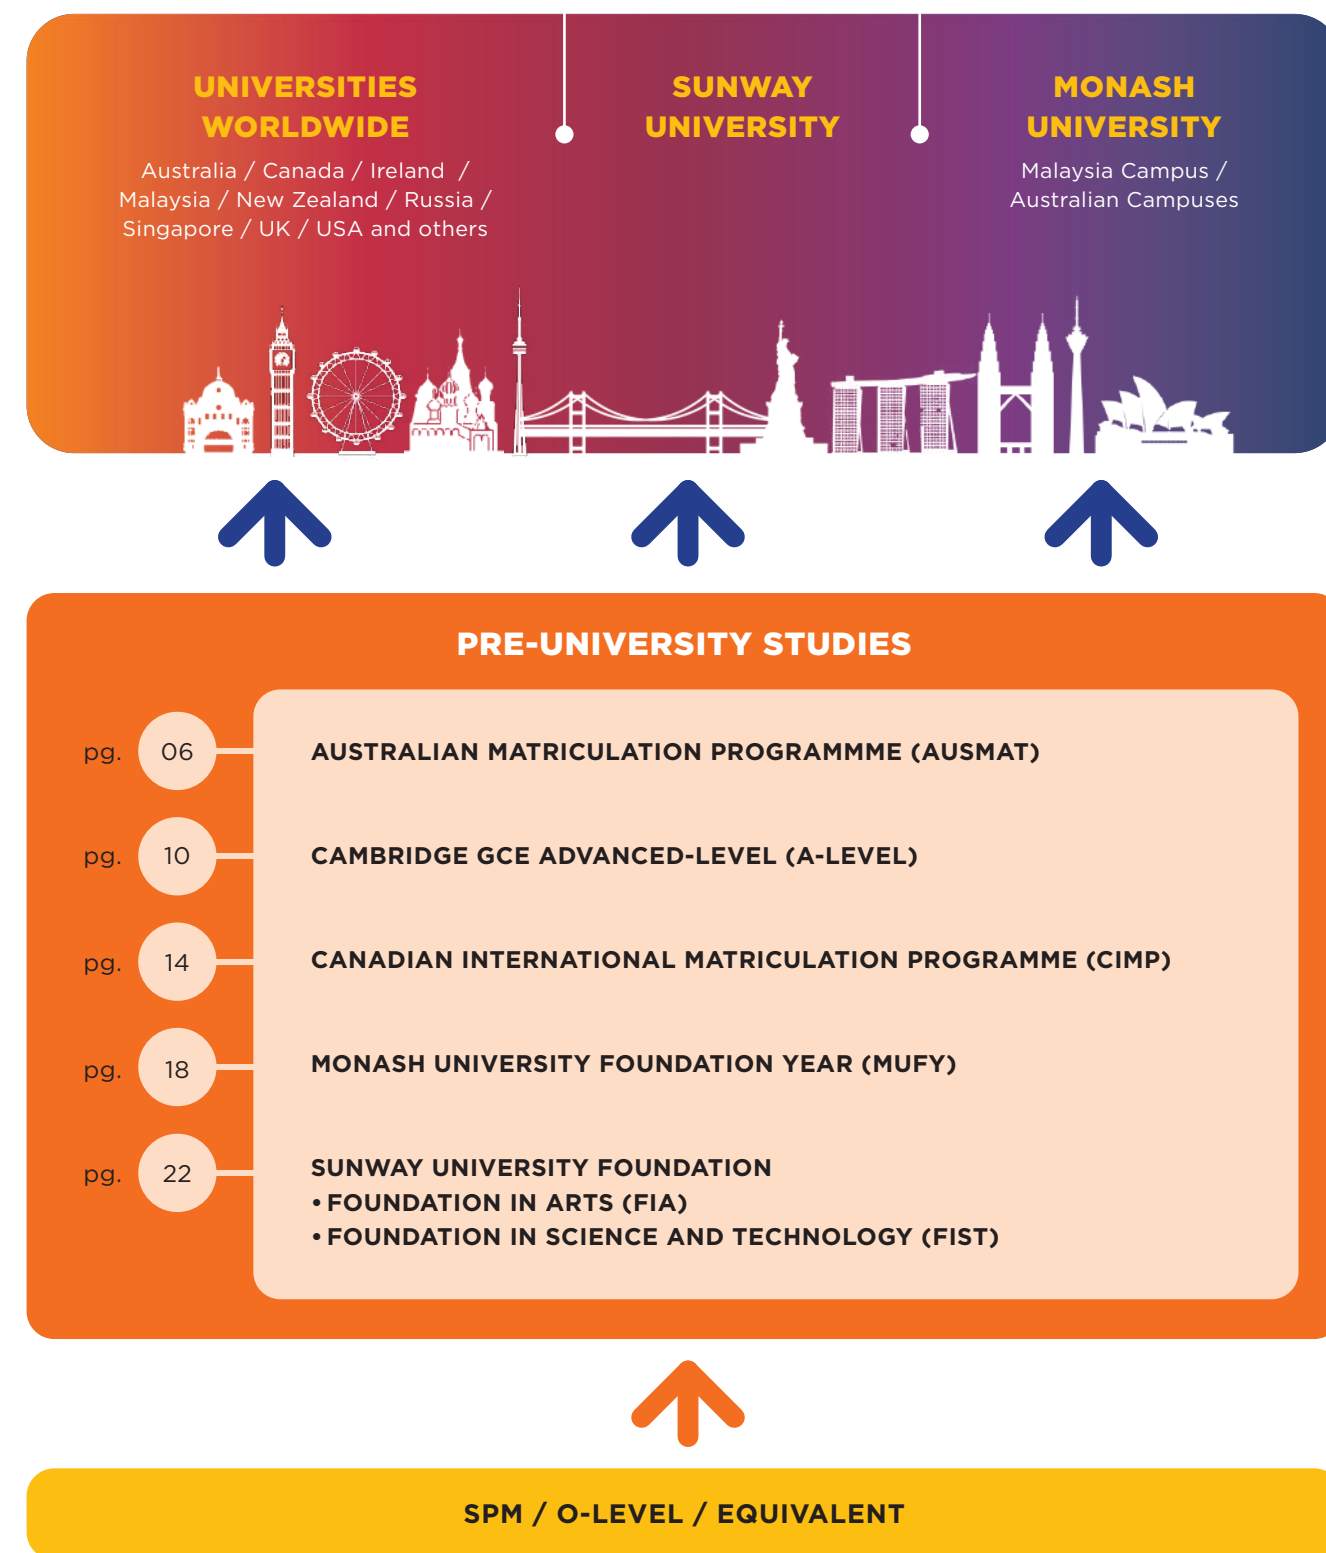 UNIVERSITIES
WORLDWIDE
Australia / Canada / Ireland /
Malaysia / New Zealand / Russia /
Singapore / UK / USA and others
SUNWAY
UNIVERSITY
MONASH
UNIVERSITY
Malaysia Campus /
Australian Campuses
PRE-UNIVERSITY STUDIES
pg. 06 AUSTRALIAN MATRICULATION PROGRAMMME (AUSMAT)
pg. 10 CAMBRIDGE GCE ADVANCED-LEVEL (A-LEVEL)
pg. 14 CANADIAN INTERNATIONAL MATRICULATION PROGRAMME (CIMP)
pg. 18 MONASH UNIVERSITY FOUNDATION YEAR (MUFY)
pg. 22 SUNWAY UNIVERSITY FOUNDATION
• FOUNDATION IN ARTS (FIA)
• FOUNDATION IN SCIENCE AND TECHNOLOGY (FIST)
SPM / O-LEVEL / EQUIVALENT